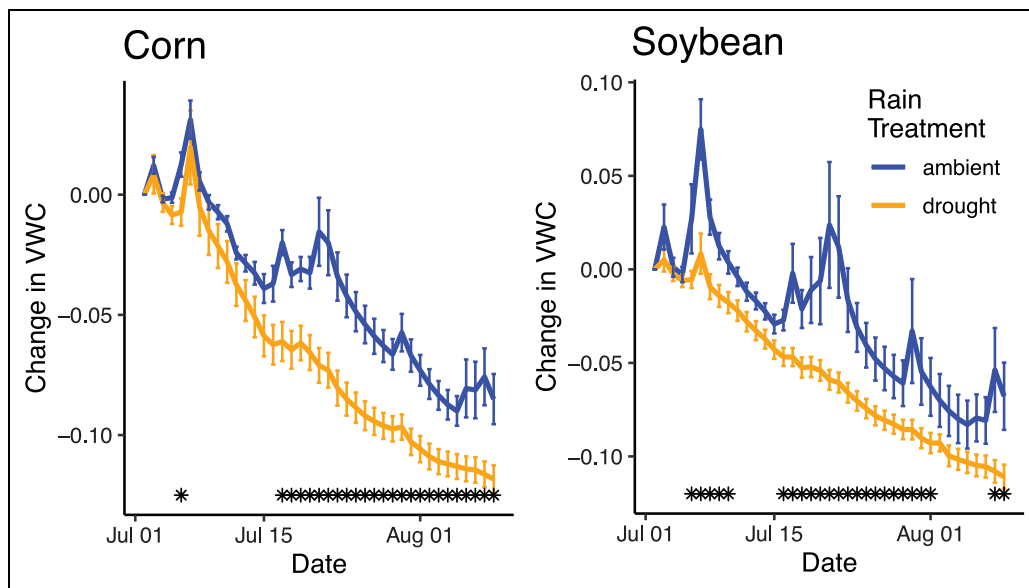 Corn
Change in VWC
0.00
−0.05
−0.10
Jul 01
Jul 15
Aug 01
Date
Soybean
Change in VWC
0.10
0.05
0.00
−0.05
−0.10
Jul 01
Jul 15
Aug 01
Date
Rain
Treatment
ambient
drought